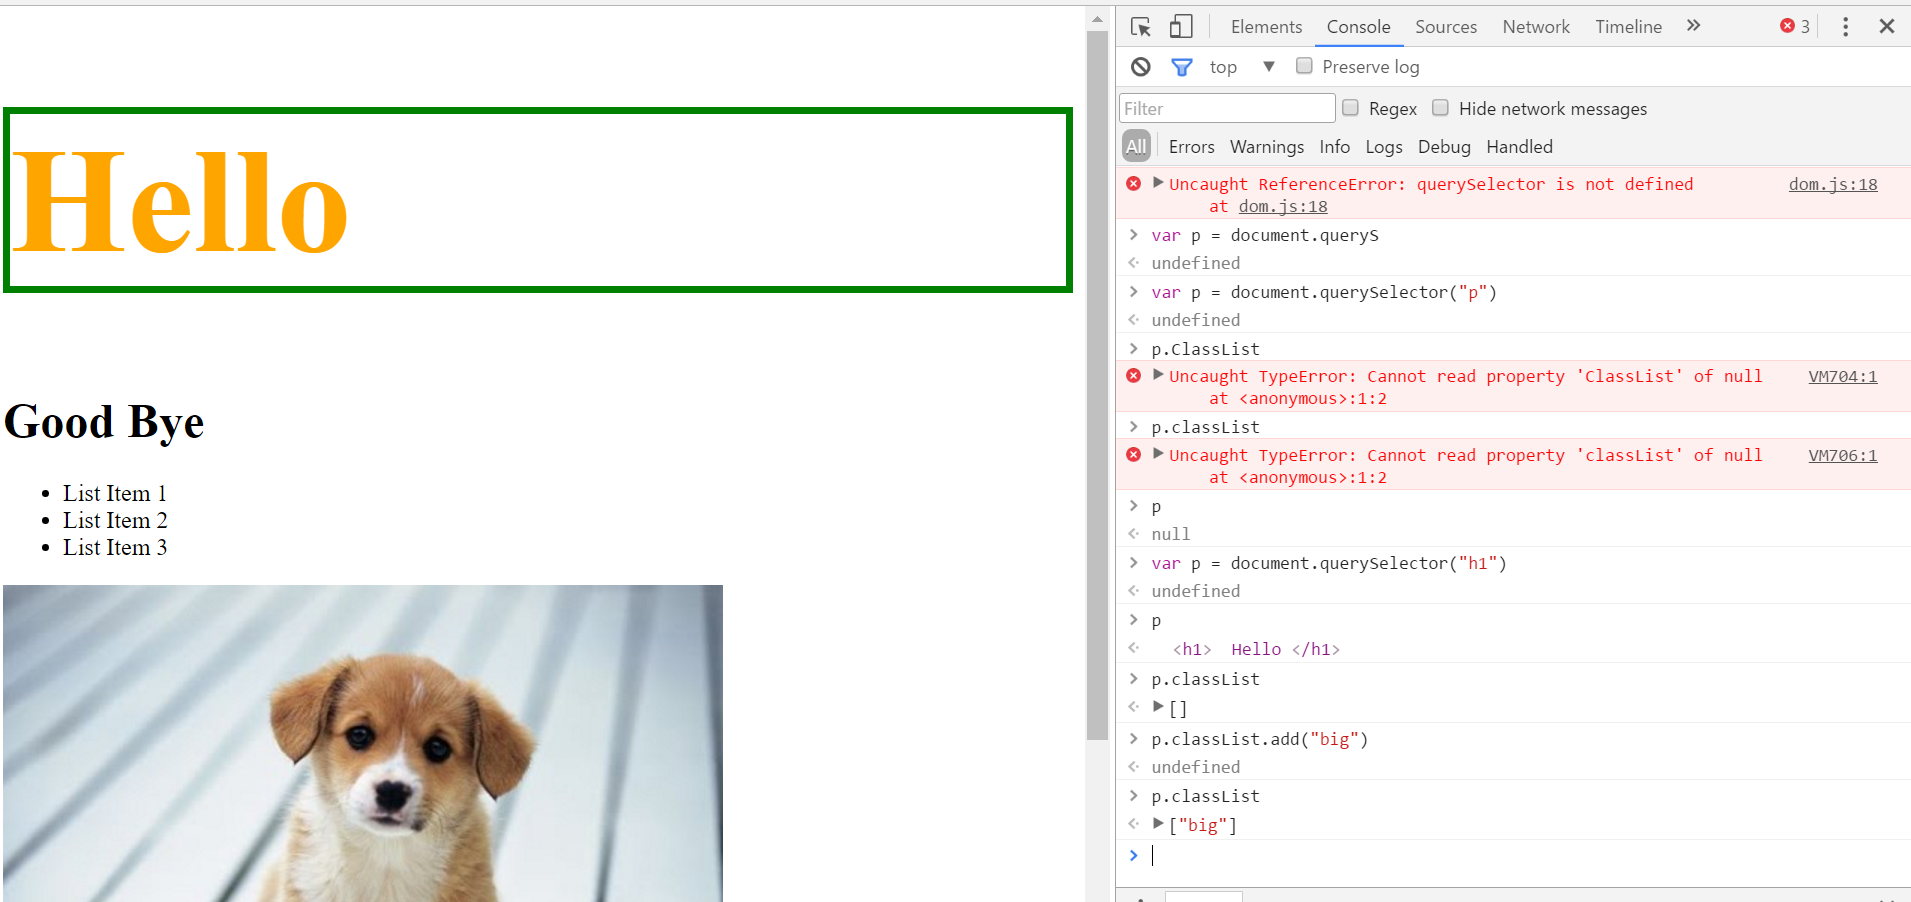 Hello
Good Bye
List Item 1
List Item 2
List Item 3
Elements Console Sources Network Timeline 3
top Preserve log
Filter Regex Hide network messages
All Errors Warnings Info Logs Debug Handled
Uncaught ReferenceError: querySelector is not defined dom.js:18
at dom.js:18
var p = document.queryS
undefined
var p = document.querySelector("p")
undefined
p.ClassList
Uncaught TypeError: Cannot read property 'ClassList' of null VM704:1
at <anonymous>:1:2
p.classList
Uncaught TypeError: Cannot read property 'classList' of null VM706:1
at <anonymous>:1:2
p
null
var p = document.querySelector("h1")
undefined
p
<h1> Hello </h1>
p.classList
[]
p.classList.add("big")
undefined
p.classList
["big"]